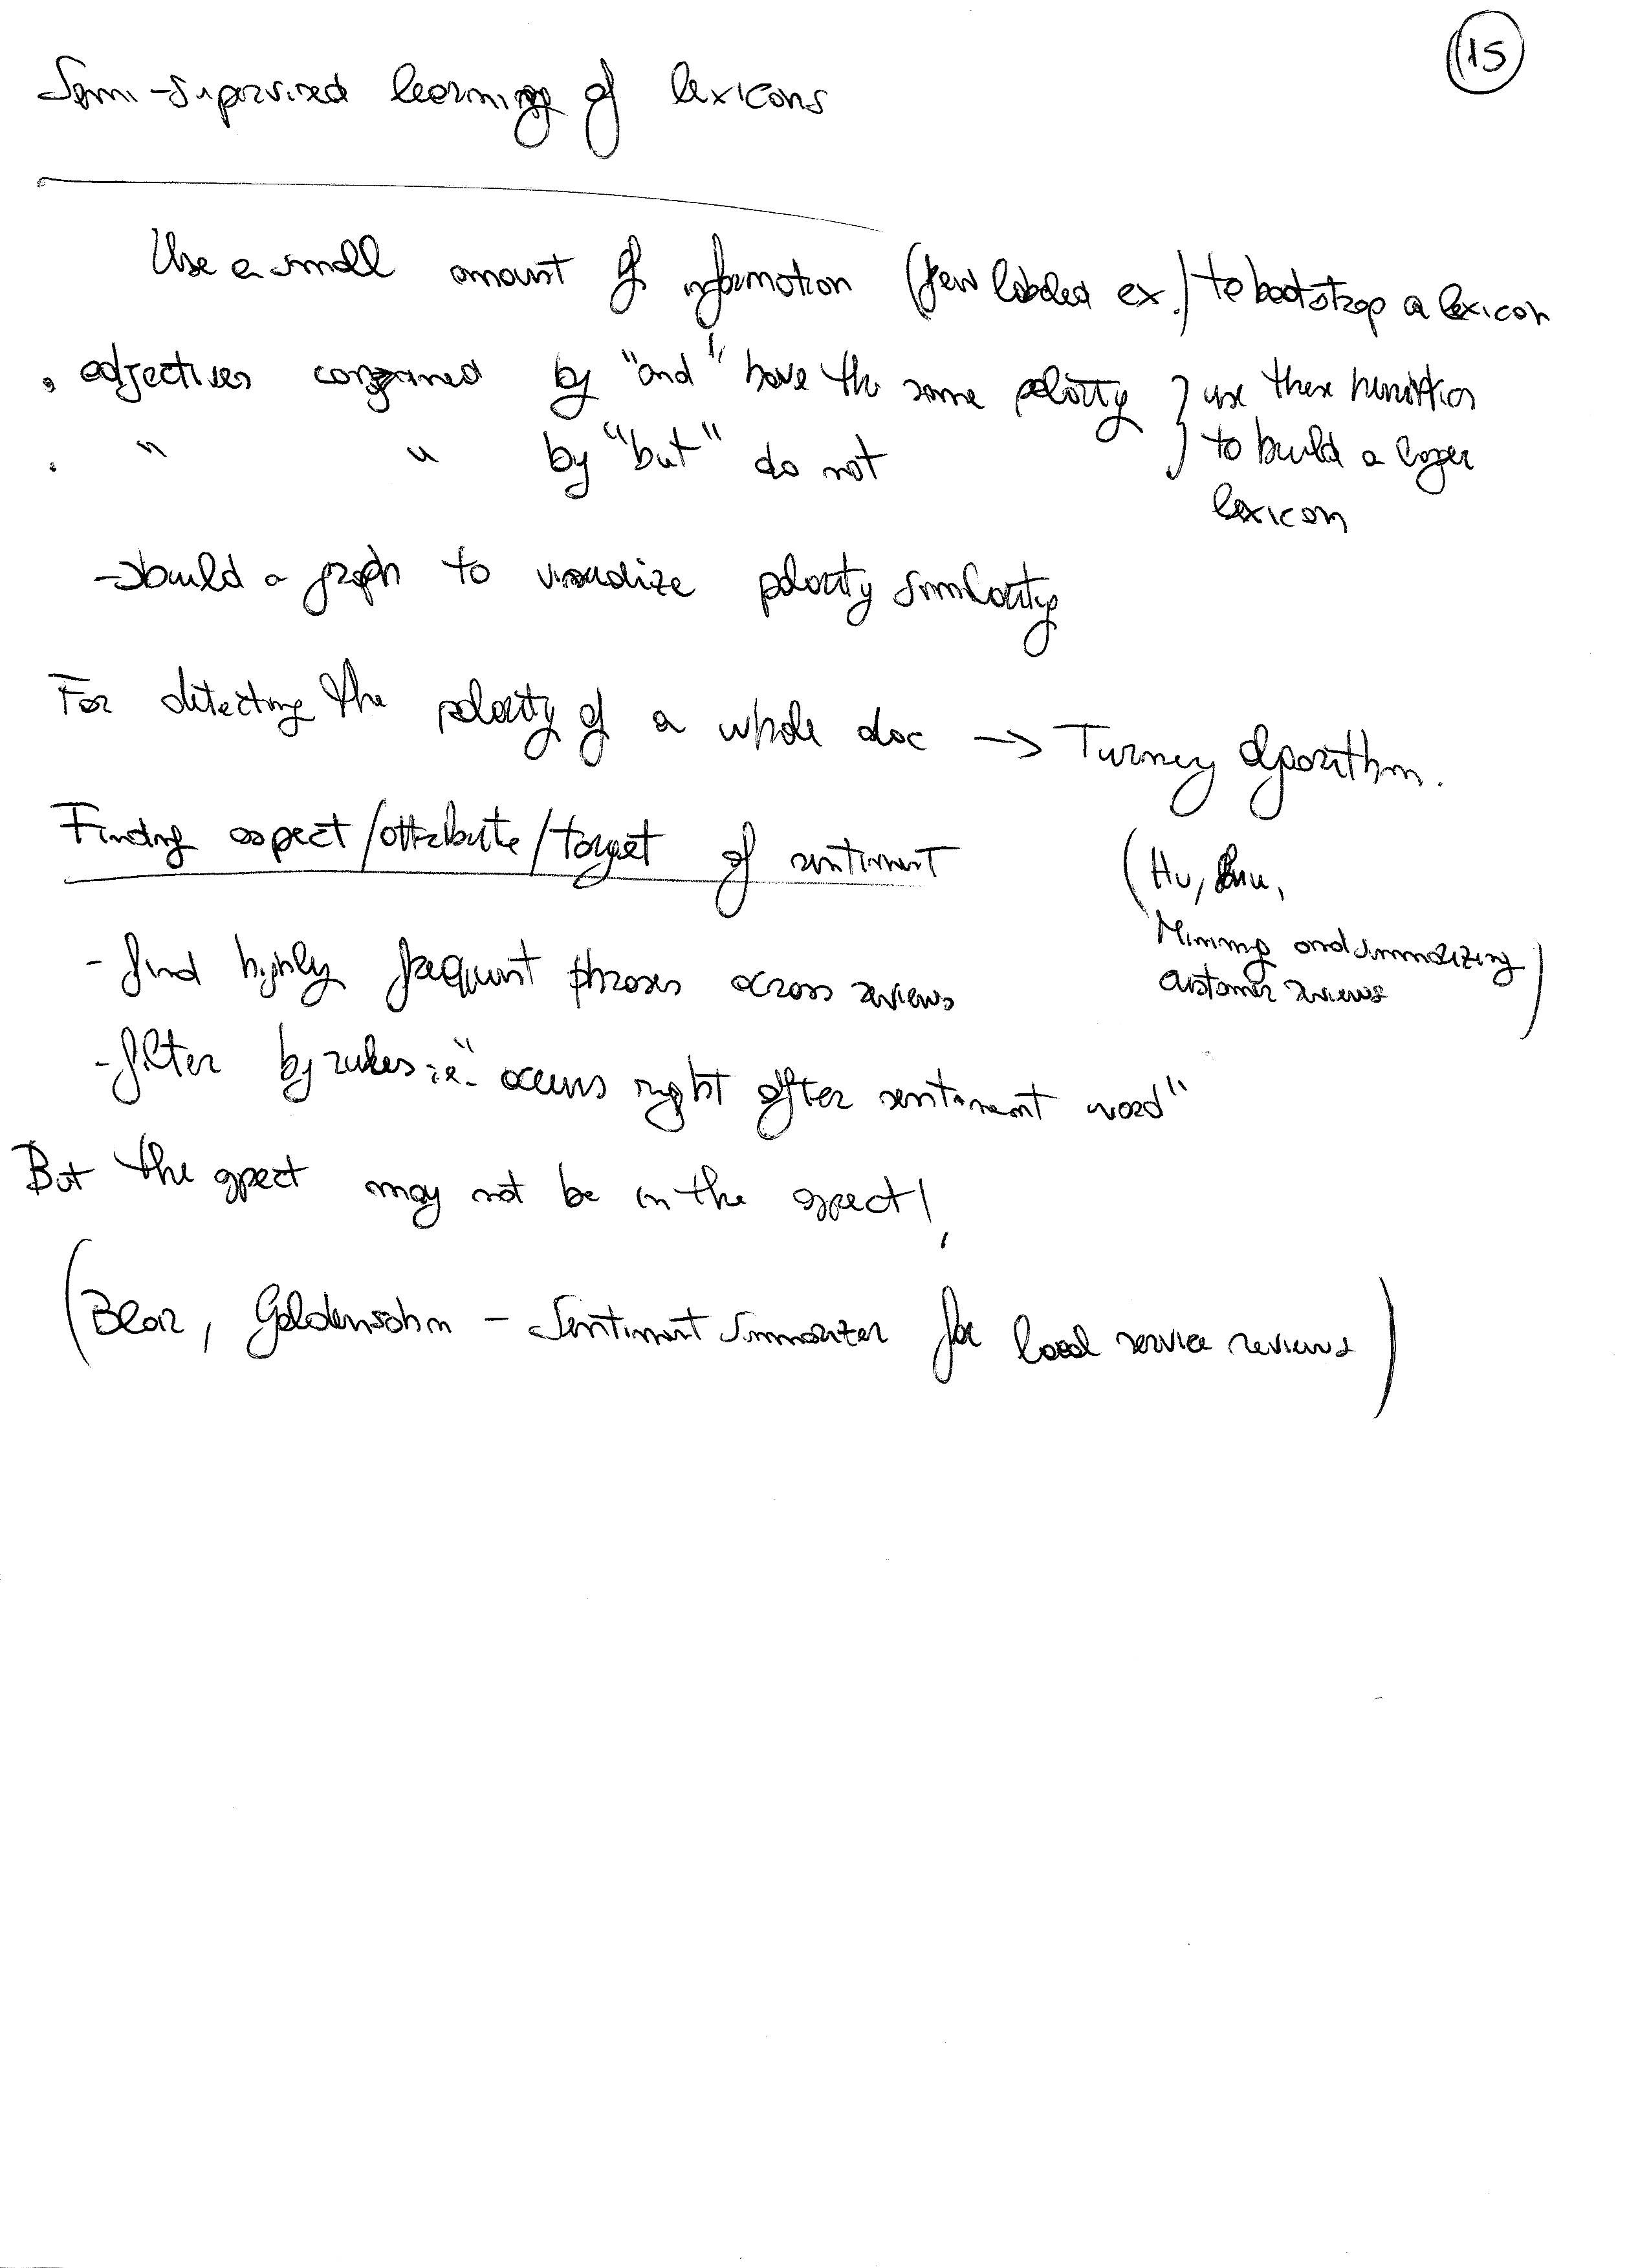 15
Semi-supervised learning of lexicons
Use a small amount of information (few labeled ex.) to bootstrap a lexicon
• adjectives conjoined by "and" have the same polarity } use these heuristics
• " " by "but" do not } to build a larger
lexicon
→ build a graph to visualize polarity similarity
For detecting the polarity of a whole doc → Turney algorithm.
Finding aspect/attribute/target of sentiment
(Hu, Liu,
Mining and summarizing
customer reviews)
- find highly frequent phrases across reviews
- filter by rules i.e. "occurs right after sentiment word"
But the aspect may not be in the aspect!
(Blair, Goldensohn - Sentiment summarizer for local service reviews)